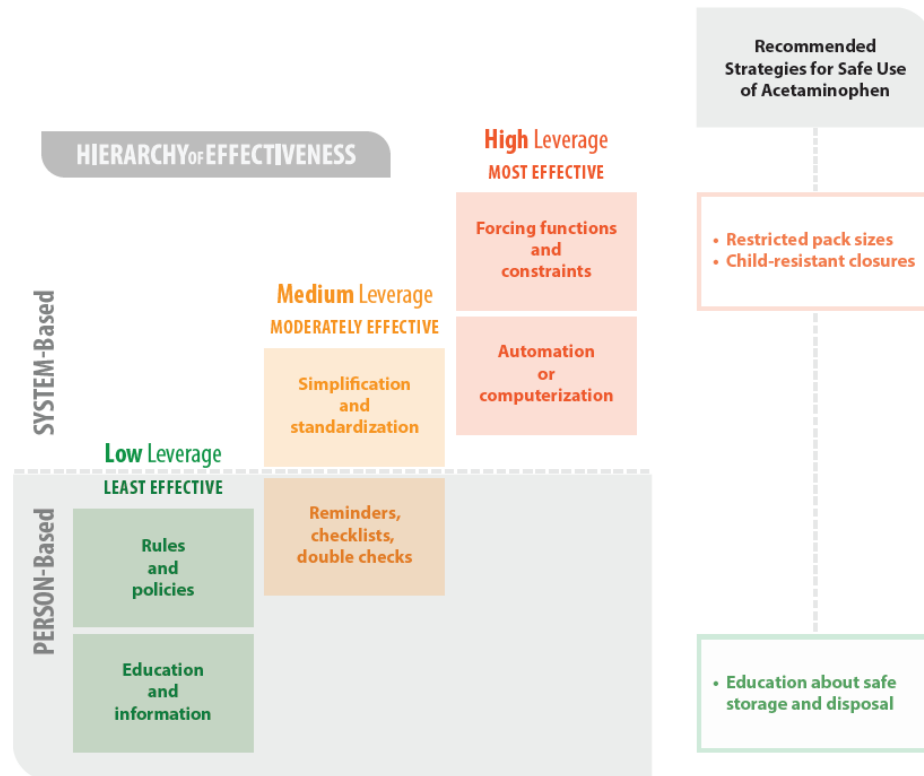 Recommended
Strategies for Safe Use
of Acetaminophen
HIERARCHY OF EFFECTIVENESS
High Leverage
MOST EFFECTIVE
Forcing functions
and
constraints
• Restricted pack sizes
• Child-resistant closures
Medium Leverage
MODERATELY EFFECTIVE
Automation
or
computerization
SYSTEM-Based
Simplification
and
standardization
Low Leverage
LEAST EFFECTIVE
PERSON-Based
Reminders,
checklists,
double checks
Rules
and
policies
Education
and
information
• Education about safe
storage and disposal